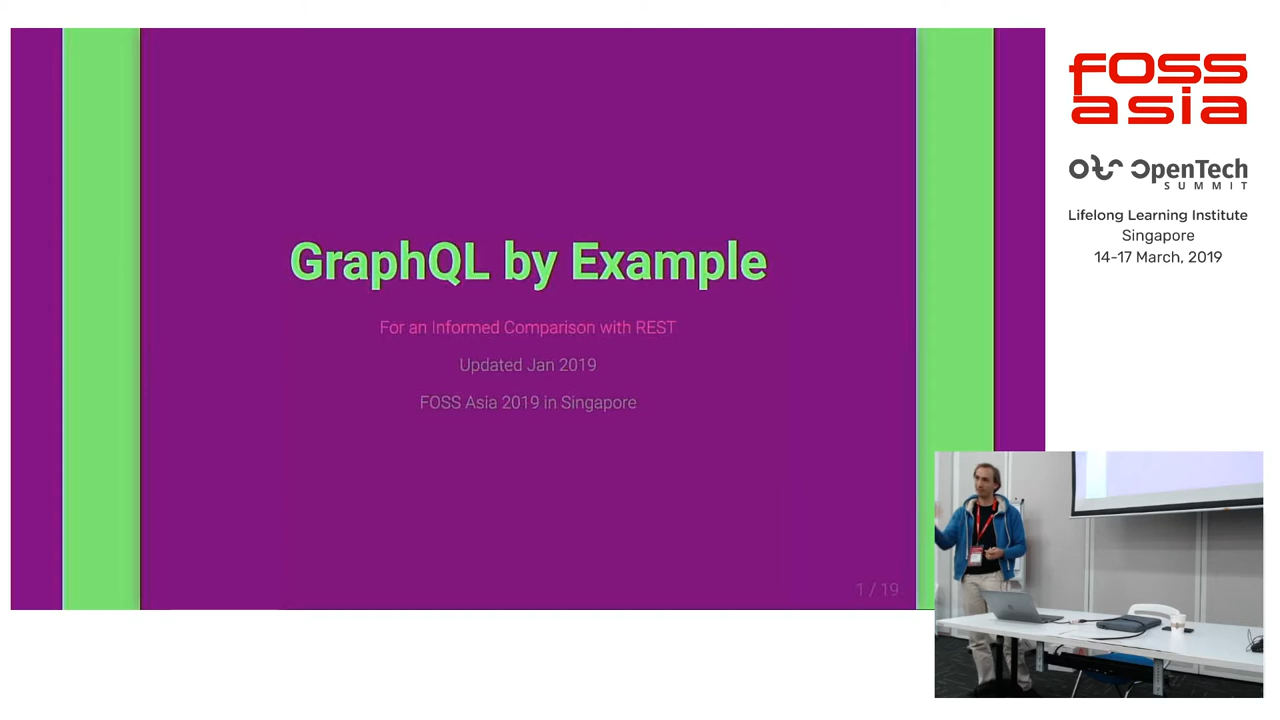 GraphQL by Example
For an Informed Comparison with REST
Updated Jan 2019
FOSS Asia 2019 in Singapore
1 / 19
FOSS
asia
OpenTech
SUMMIT
Lifelong Learning Institute
Singapore
14-17 March, 2019